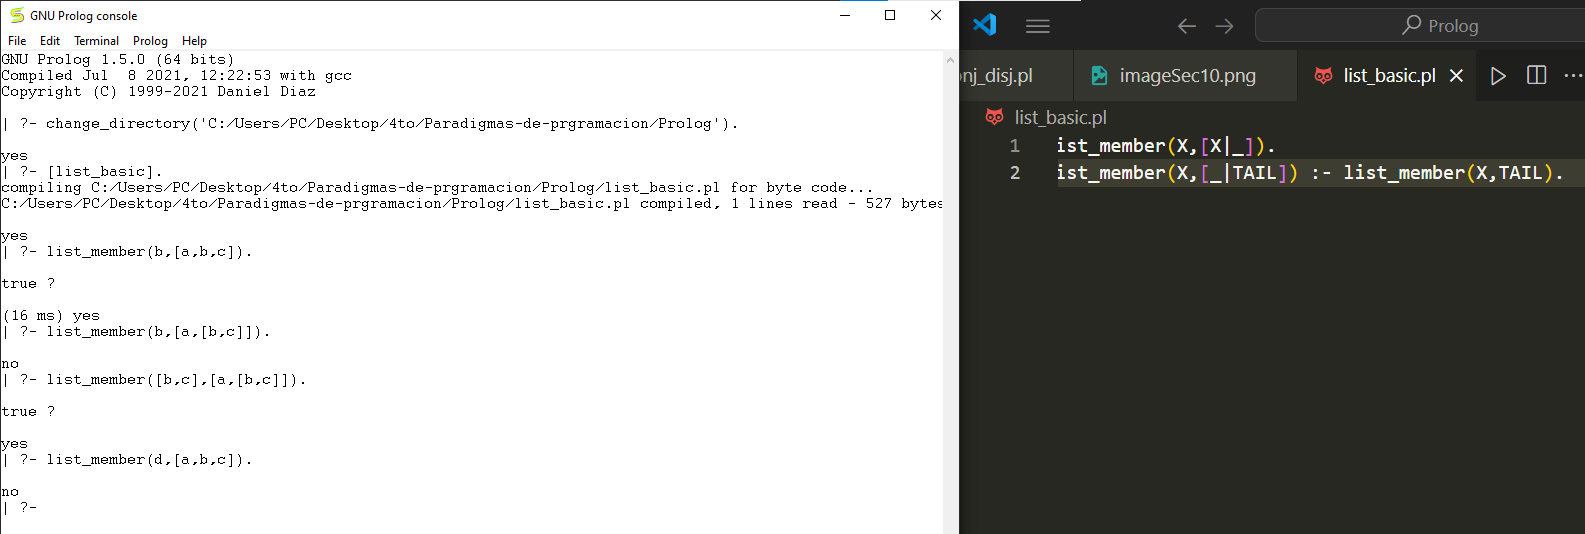 GNU Prolog console
File Edit Terminal Prolog Help
GNU Prolog 1.5.0 (64 bits)
Compiled Jul  8 2021, 12:22:53 with gcc
Copyright (C) 1999-2021 Daniel Diaz
| ?- change_directory('C:/Users/PC/Desktop/4to/Paradigmas-de-prgramacion/Prolog').
yes
| ?- [list_basic].
compiling C:/Users/PC/Desktop/4to/Paradigmas-de-prgramacion/Prolog/list_basic.pl for byte code...
C:/Users/PC/Desktop/4to/Paradigmas-de-prgramacion/Prolog/list_basic.pl compiled, 1 lines read - 527 bytes
yes
| ?- list_member(b,[a,b,c]).
true ?
(16 ms) yes
| ?- list_member(b,[a,[b,c]]).
no
| ?- list_member([b,c],[a,[b,c]]).
true ?
yes
| ?- list_member(d,[a,b,c]).
no
| ?-
Prolog
nj_disj.pl imageSec10.png list_basic.pl
list_basic.pl
1 ist_member(X,[X|_]).
2 ist_member(X,[_|TAIL]) :- list_member(X,TAIL).